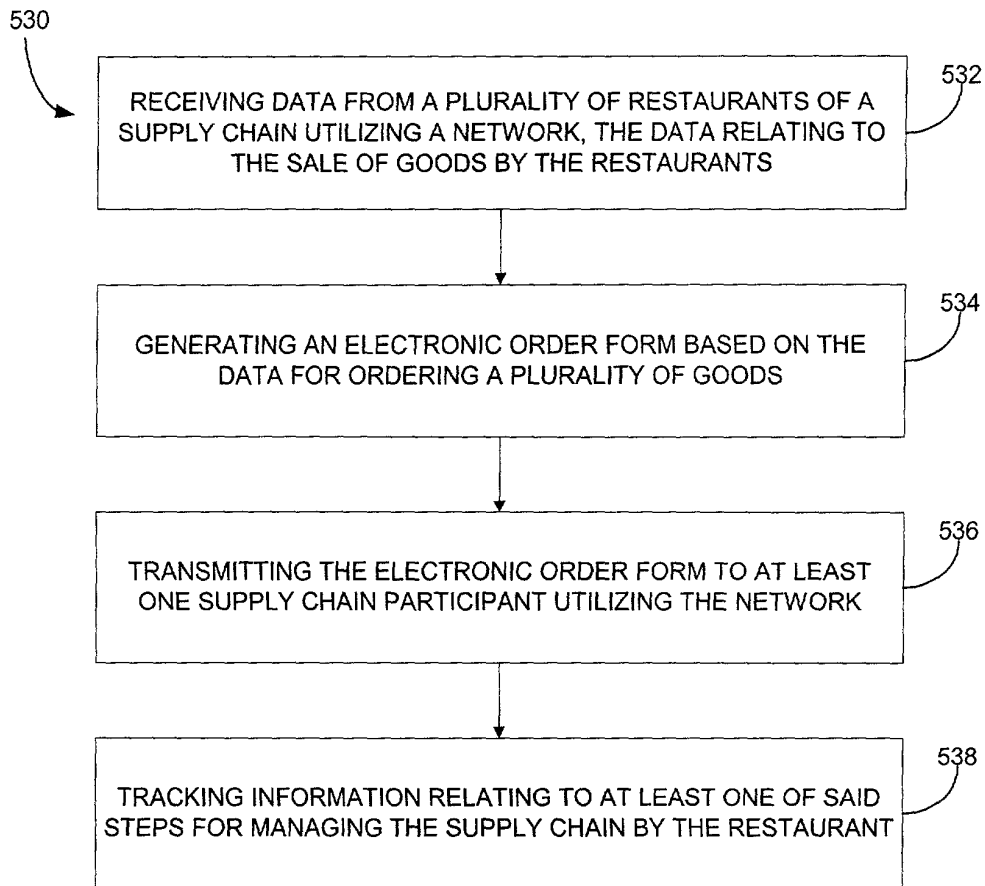 530
RECEIVING DATA FROM A PLURALITY OF RESTAURANTS OF A
SUPPLY CHAIN UTILIZING A NETWORK, THE DATA RELATING TO
THE SALE OF GOODS BY THE RESTAURANTS
532
GENERATING AN ELECTRONIC ORDER FORM BASED ON THE
DATA FOR ORDERING A PLURALITY OF GOODS
534
TRANSMITTING THE ELECTRONIC ORDER FORM TO AT LEAST
ONE SUPPLY CHAIN PARTICIPANT UTILIZING THE NETWORK
536
TRACKING INFORMATION RELATING TO AT LEAST ONE OF SAID
STEPS FOR MANAGING THE SUPPLY CHAIN BY THE RESTAURANT
538